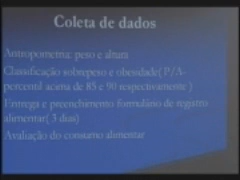 Coleta de dados
Antropometria: peso e altura
Classificação sobrepeso e obesidade( P/A-
percentil acima de 85 e 90 respectivamente )
Entrega e preenchimento formulário de registro
alimentar( 3 dias)
Avaliação do consumo alimentar